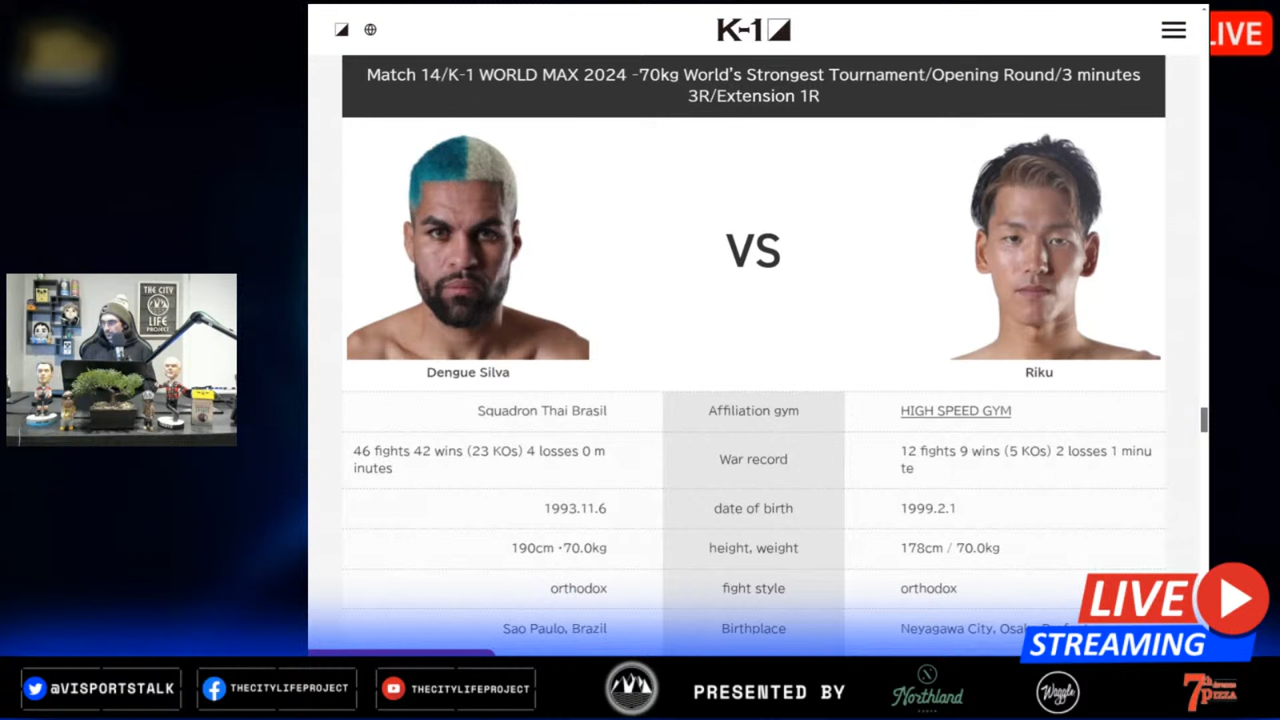 K-1
LIVE
Match 14/K-1 WORLD MAX 2024 -70kg World's Strongest Tournament/Opening Round/3 minutes
3R/Extension 1R
VS
THE CITY
LIFE
PROJECT
Dengue Silva
Riku
Squadron Thai Brasil
Affiliation gym
HIGH SPEED GYM
46 fights 42 wins (23 KOs) 4 losses 0 m
inutes
War record
12 fights 9 wins (5 KOs) 2 losses 1 minu
te
1993.11.6
date of birth
1999.2.1
190cm ・70.0kg
height, weight
178cm / 70.0kg
orthodox
fight style
orthodox
Sao Paulo, Brazil
Birthplace
Neyagawa City, Osaka
LIVE
STREAMING
@VISPORTSTALK
THECITYLIFEPROJECT
THECITYLIFEPROJECT
PRESENTED BY
Northland
Waggle
7th
PIZZA